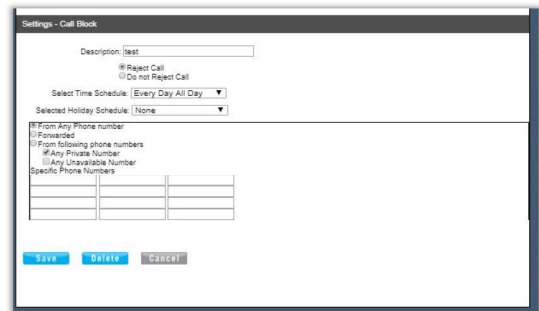 Settings - Call Block
Description: test
Reject Call
Do not Reject Call
Select Time Schedule: Every Day All Day
Selected Holiday Schedule: None
From Any Phone number
Forwarded
From following phone numbers
Any Private Number
Any Unavailable Number
Specific Phone Numbers
Save Delete Cancel